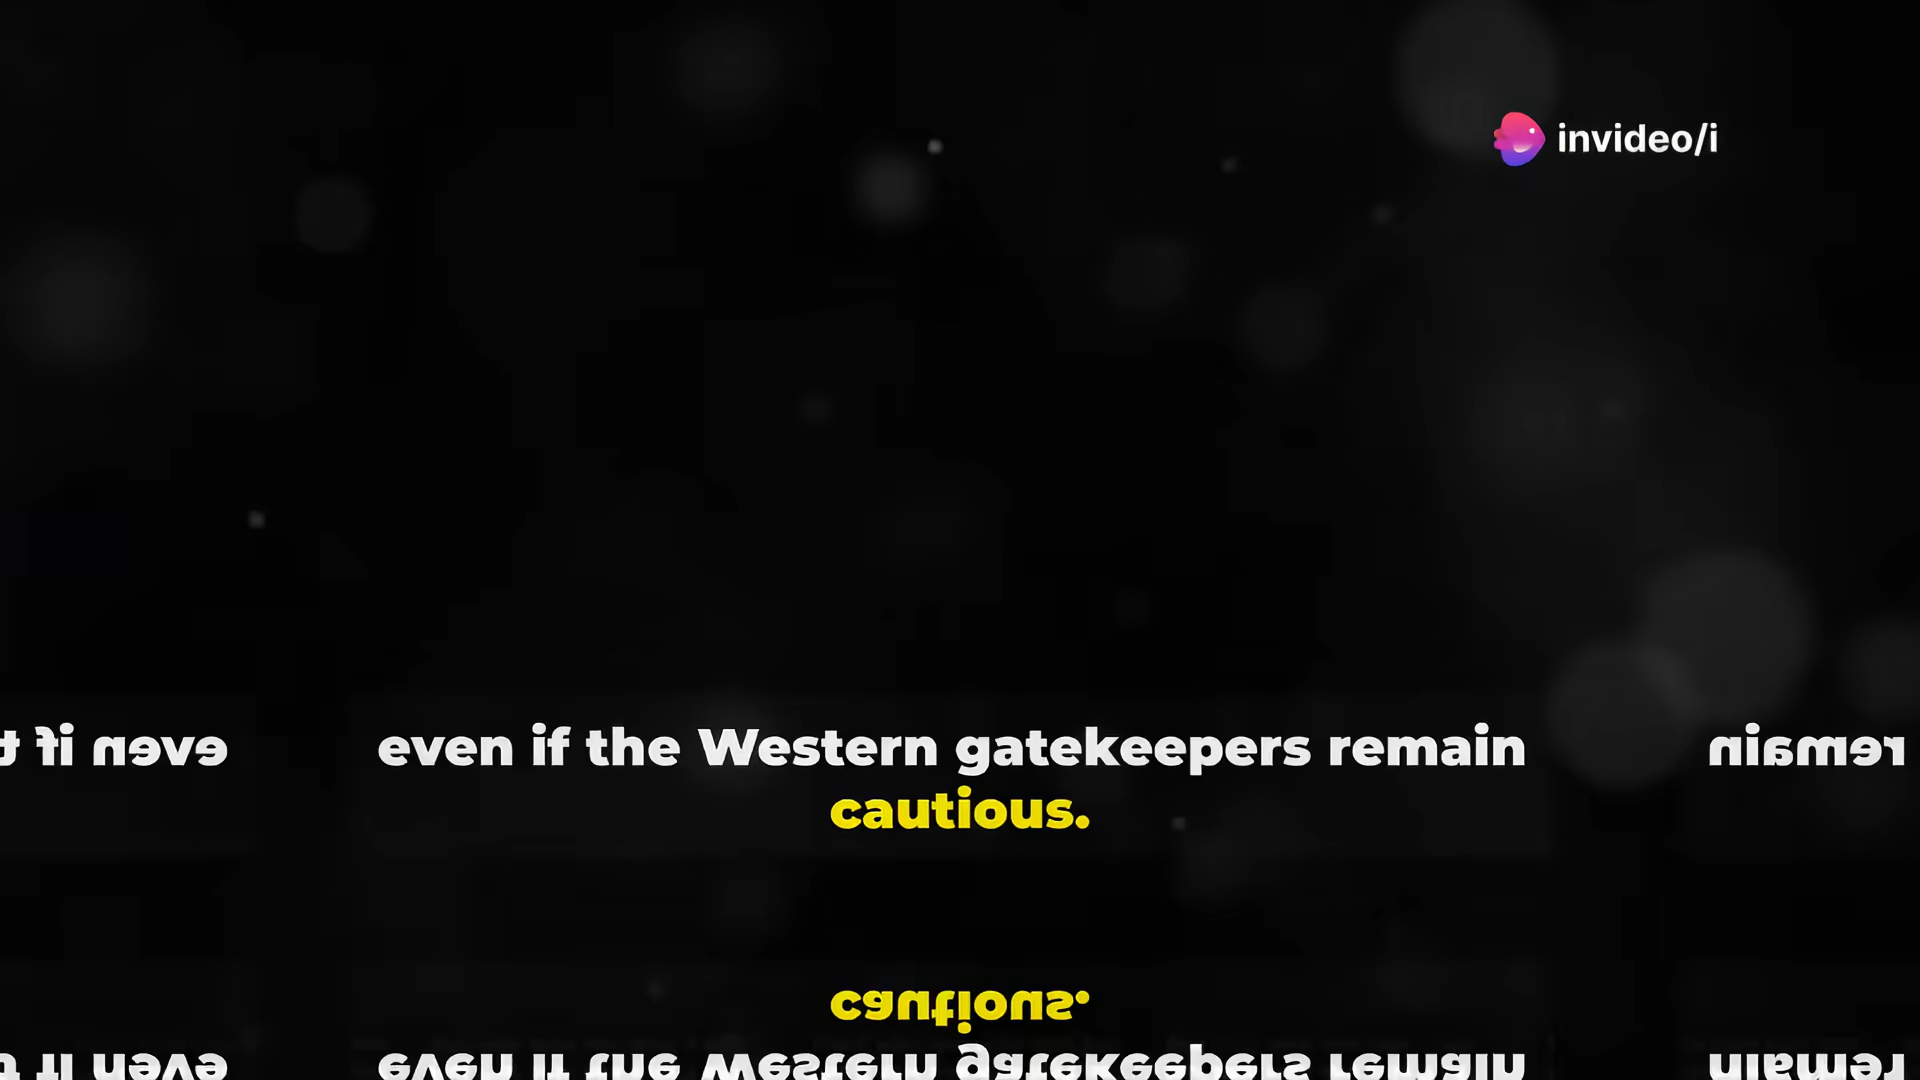 invideo/i
even if the Western gatekeepers remain
cautious.